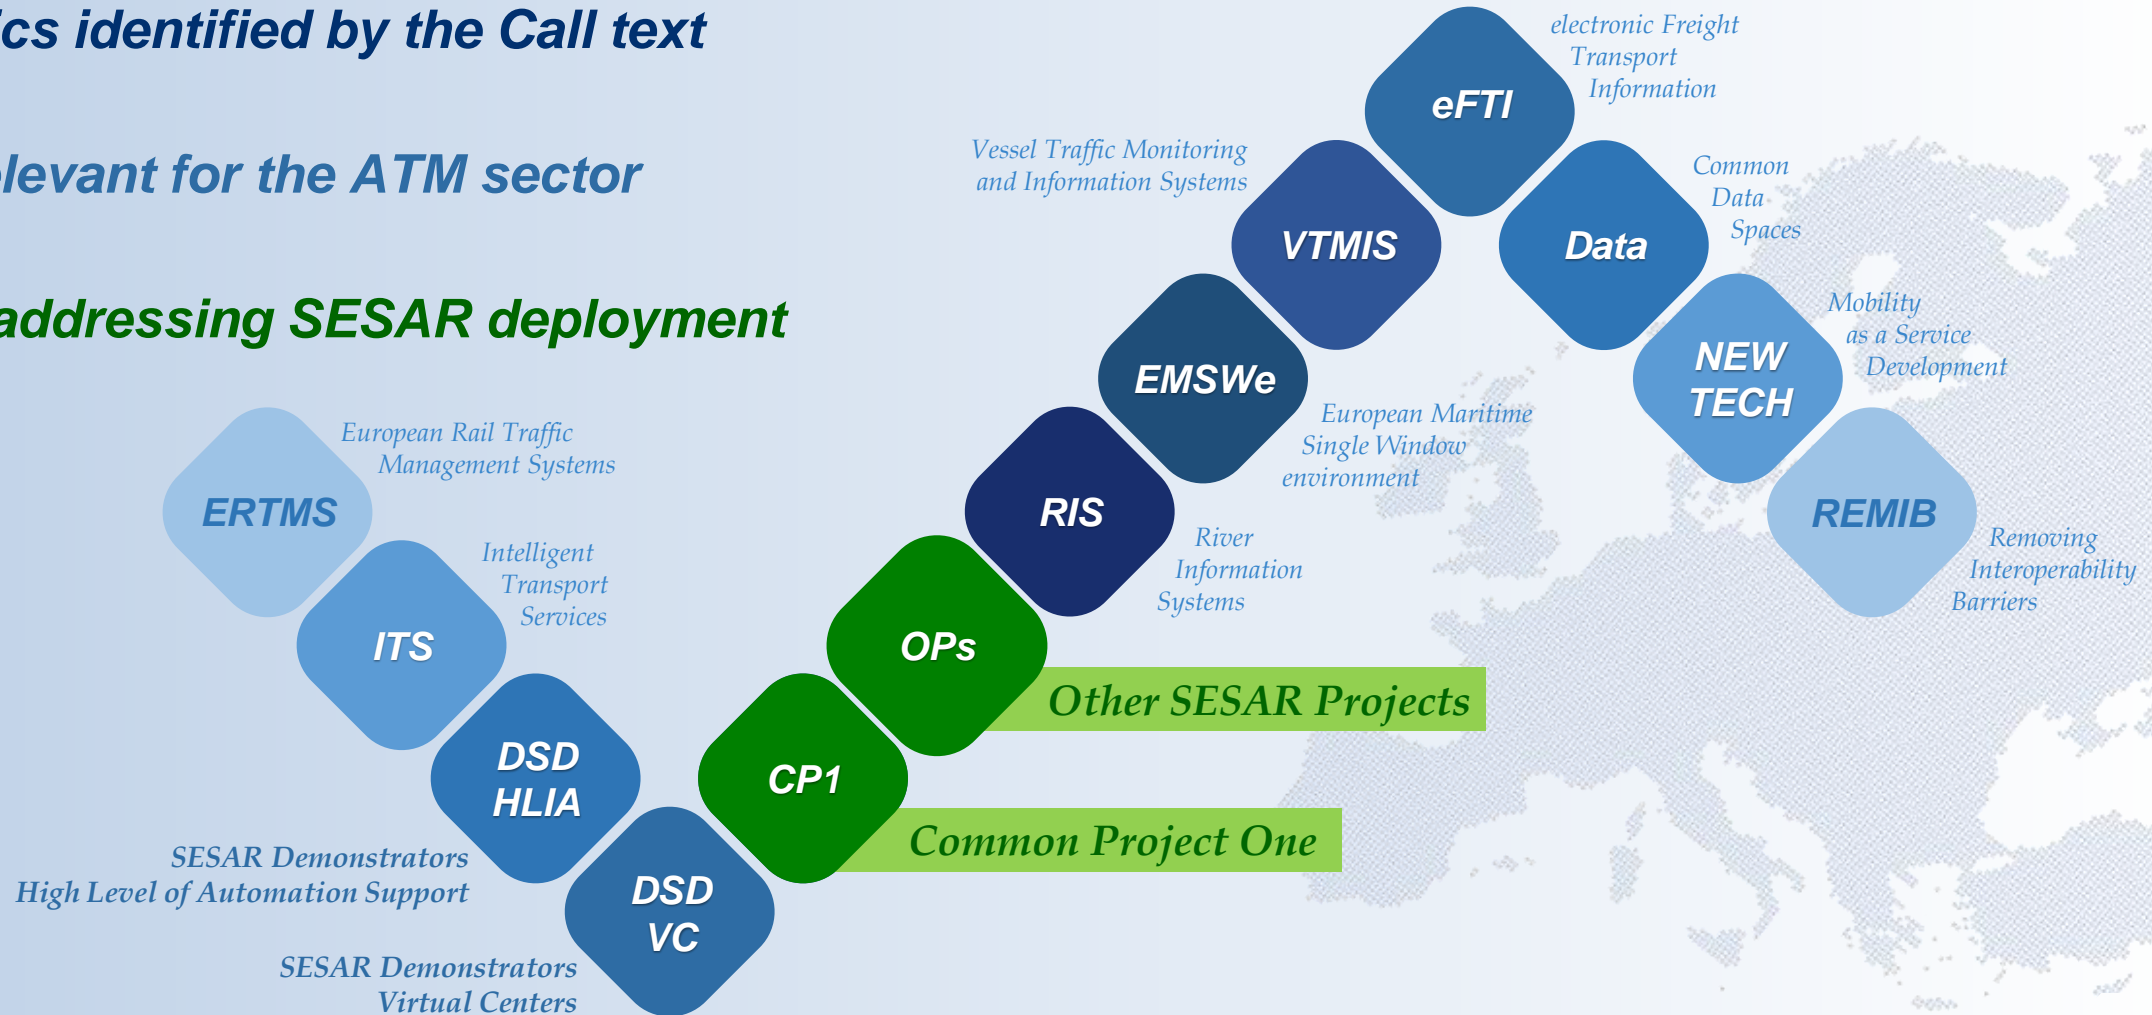 cs identified by the Call text
levant for the ATM sector
addressing SESAR deployment
ERTMS
European Rail Traffic
Management Systems
ITS
Intelligent
Transport
Services
DSD
HLIA
SESAR Demonstrators
High Level of Automation Support
DSD
VC
SESAR Demonstrators
Virtual Centers
CP1
Common Project One
OPs
Other SESAR Projects
RIS
River
Information
Systems
EMSWe
European Maritime
Single Window
environment
VTMIS
Vessel Traffic Monitoring
and Information Systems
eFTI
electronic Freight
Transport
Information
Data
Common
Data
Spaces
NEW
TECH
Mobility
as a Service
Development
REMIB
Removing
Interoperability
Barriers